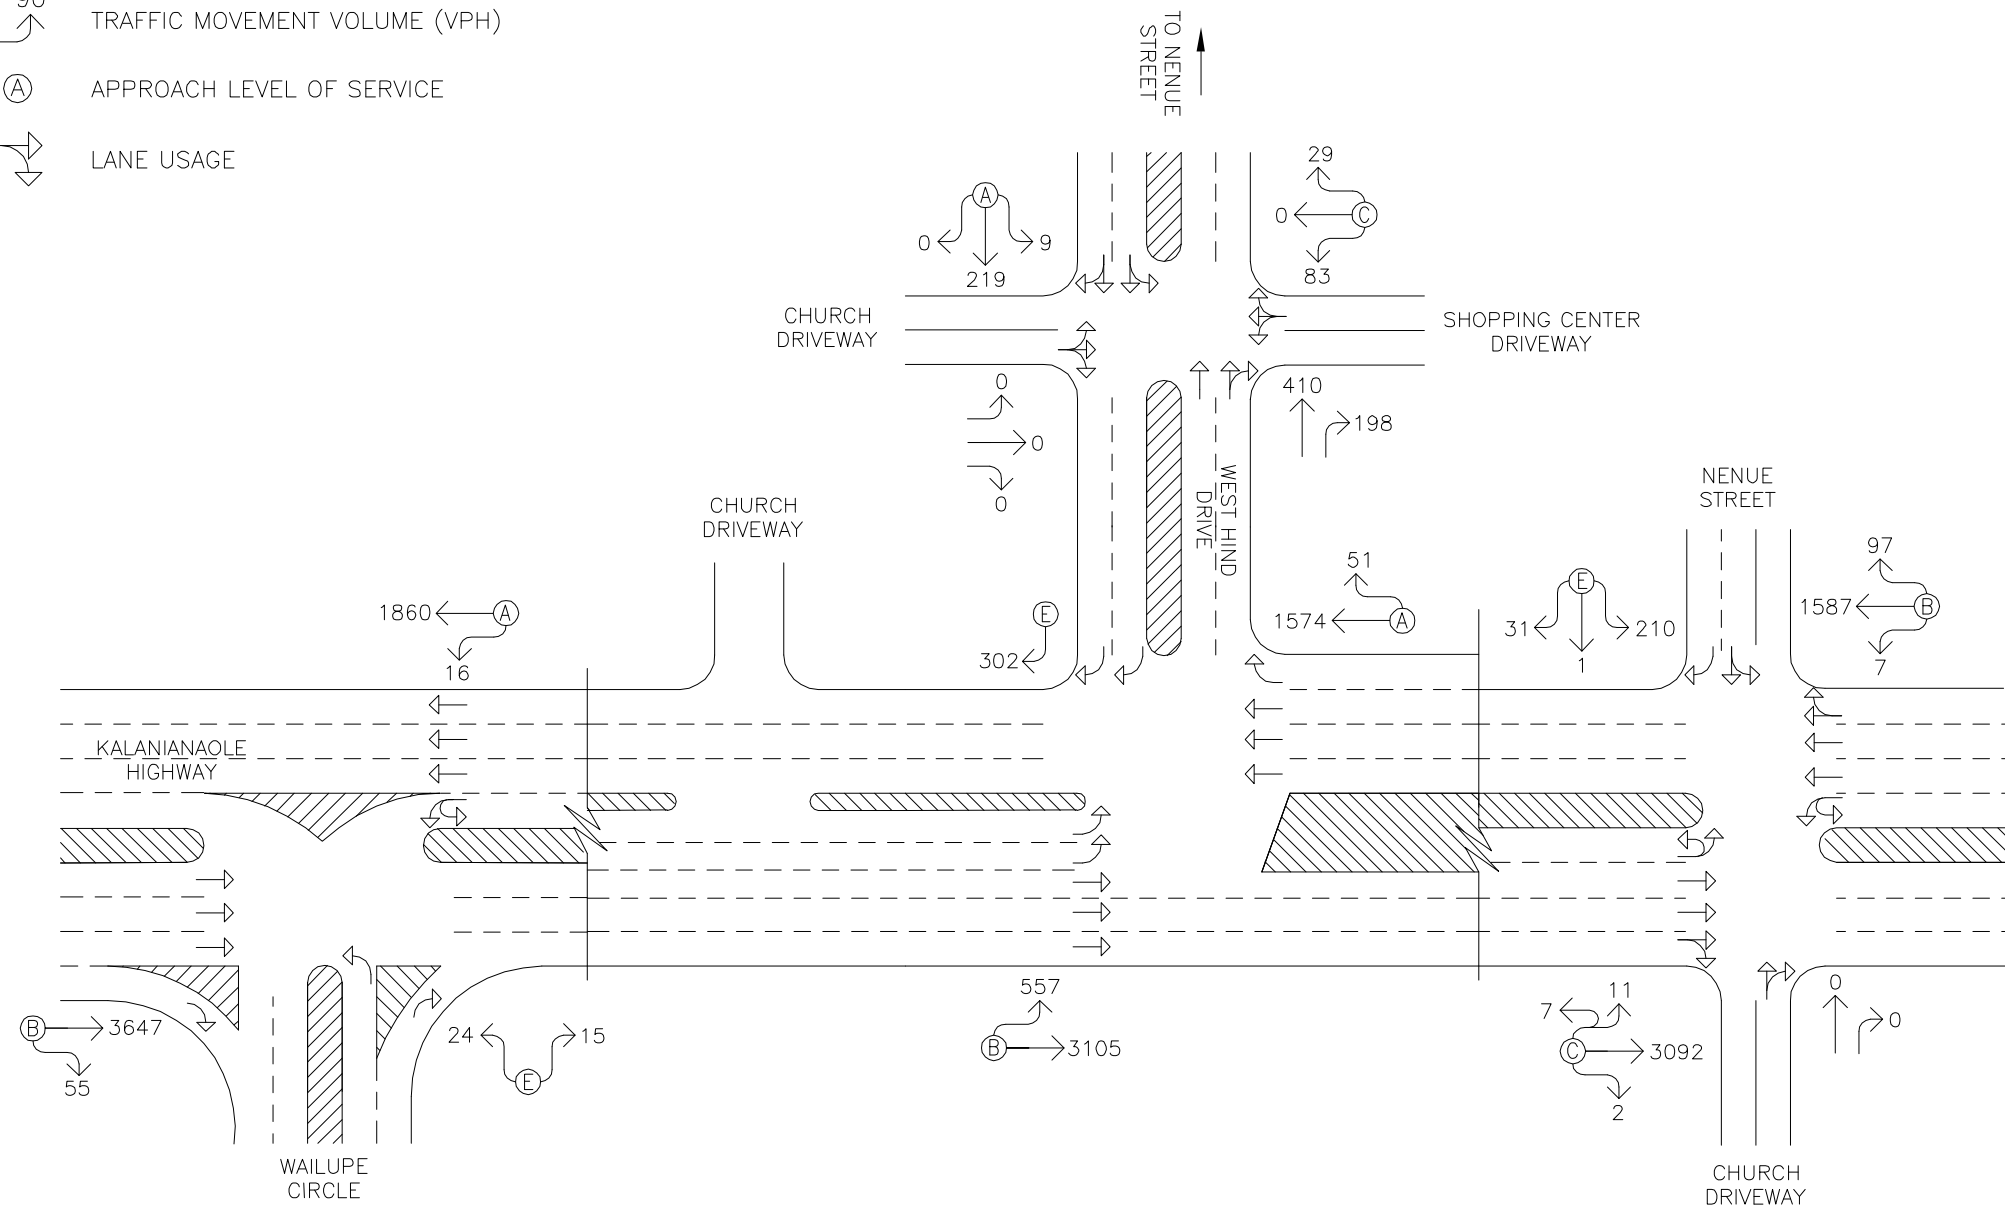 90
TRAFFIC MOVEMENT VOLUME (VPH)
A
APPROACH LEVEL OF SERVICE
LANE USAGE
TO NENUE
STREET
A
0
9
219
29
0
C
83
CHURCH
DRIVEWAY
SHOPPING CENTER
DRIVEWAY
0
0
0
410
198
WEST HIND
DRIVE
NENUE
STREET
CHURCH
DRIVEWAY
1860
A
16
E
302
51
1574
A
E
31
210
1
97
1587
B
7
KALANIANAOLE
HIGHWAY
B
3647
55
24
15
E
557
B
3105
7
11
C
3092
2
0
0
WAILUPE
CIRCLE
CHURCH
DRIVEWAY